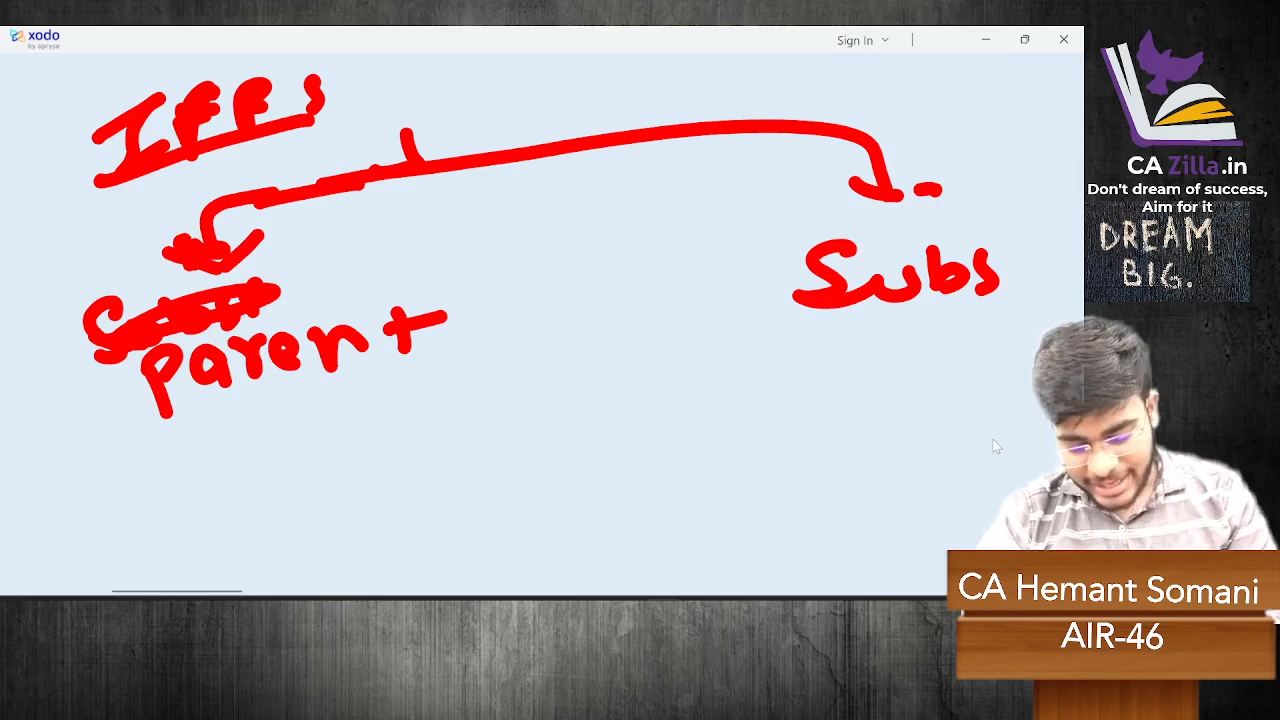 xodo
by apryse
Sign In
IFFS
Subs
Parent
CA Zilla.in
Don't dream of success,
Aim for it
DREAM
BIG.
CA Hemant Somani
AIR-46